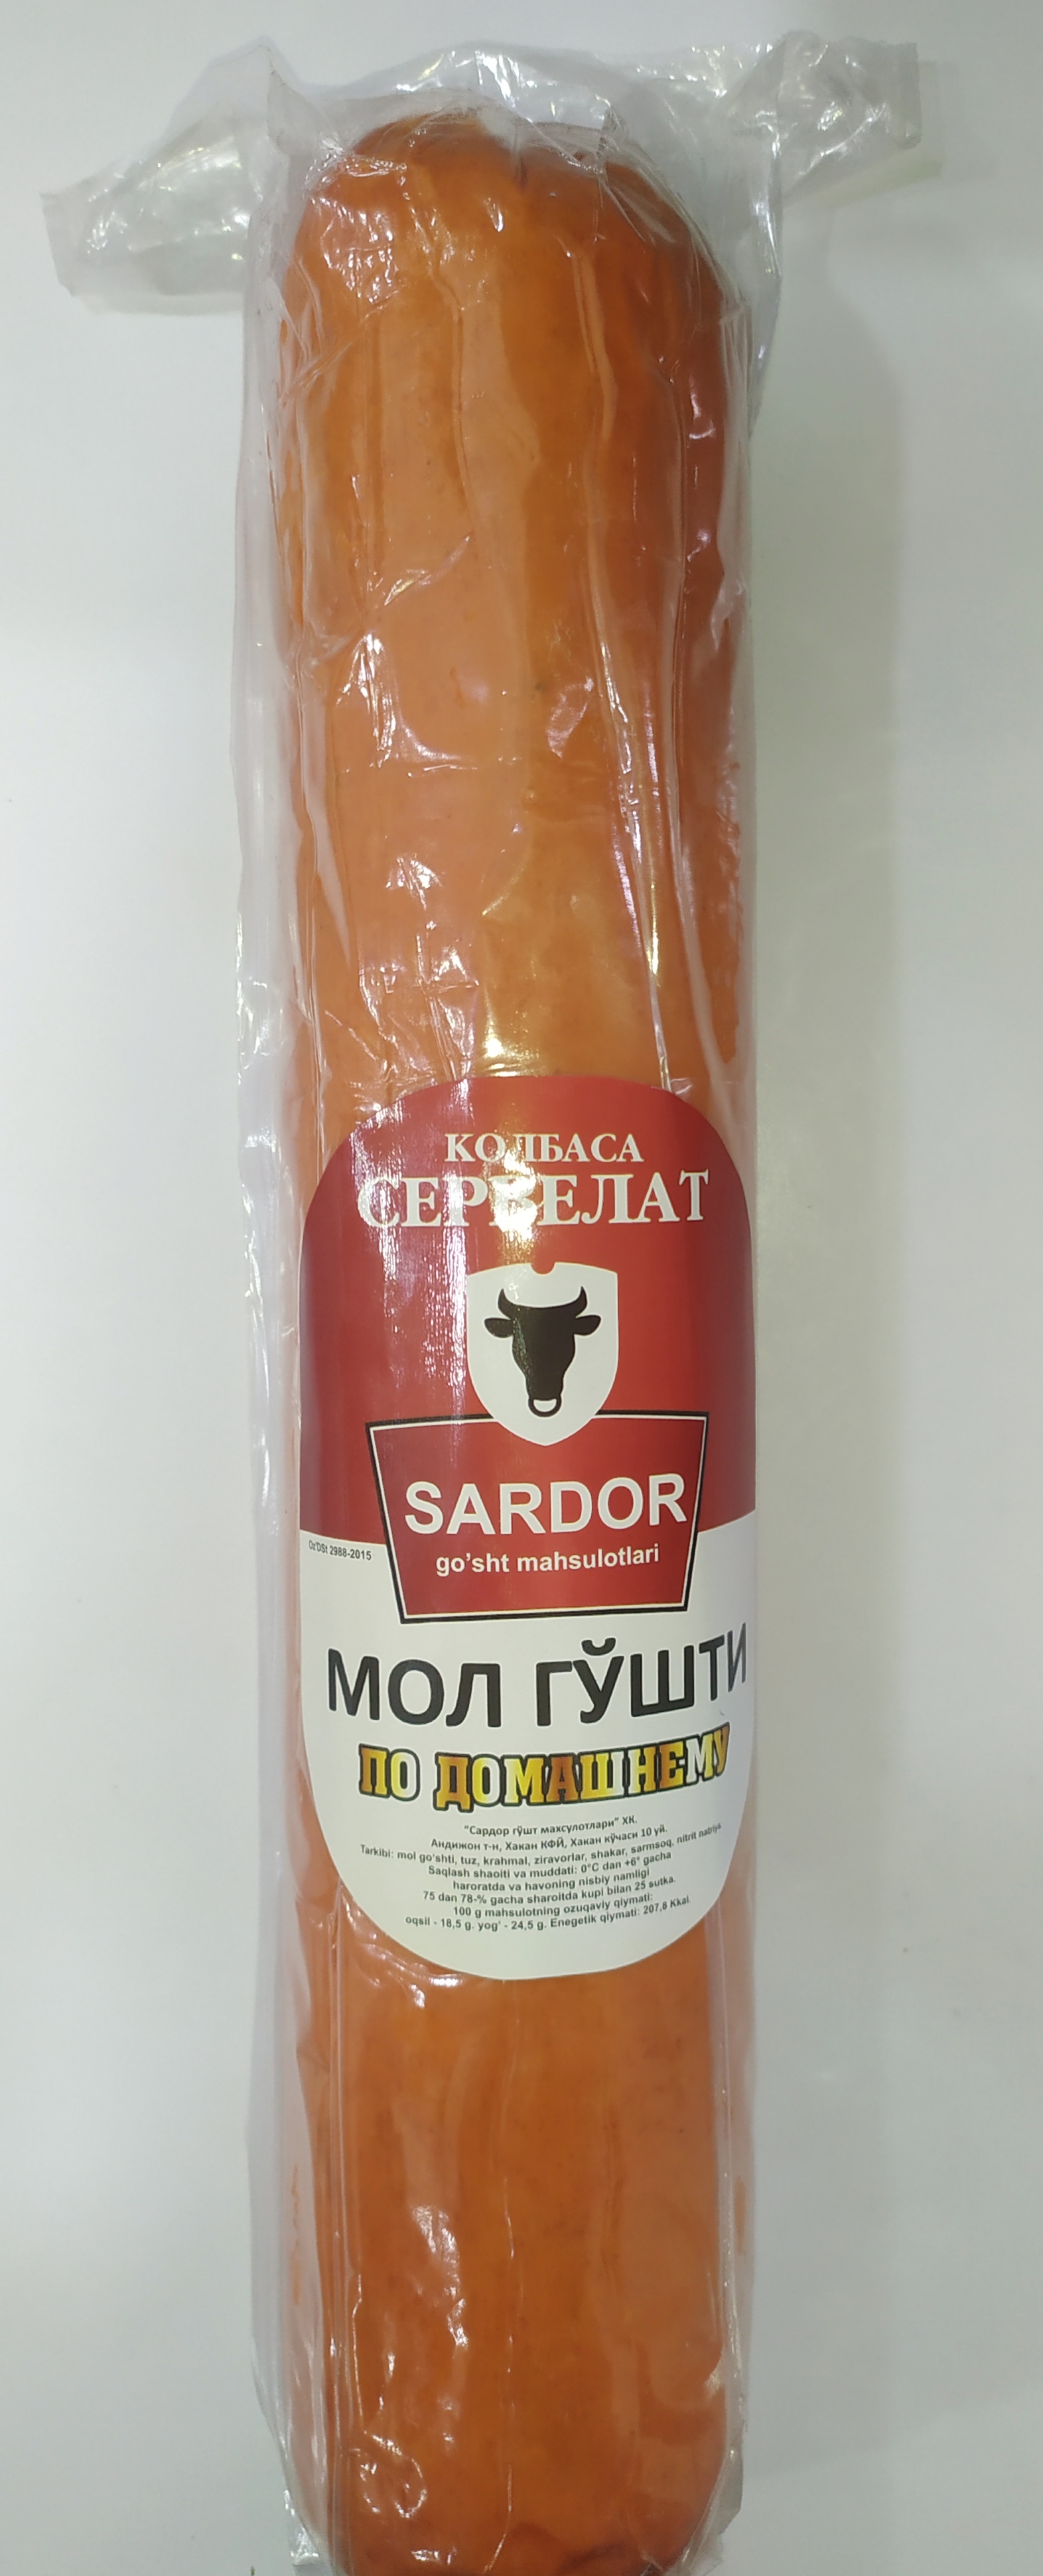 КОЛБАСА
СЕРВЕЛАТ
SARDOR
go'sht mahsulotlari
Oz'DSt 2988-2015
МОЛ ГЎШТИ
ПО ДОМАШНЕМУ
"Сардор гўшт махсулотлари" ХК.
Андижон т-н, Хакан КФЙ, Хакан кўчаси 10 уй.
Tarkibi: mol go'shti, tuz, krahmal, ziravorlar, shakar, sarmsoq, nitrit natriya
Saqlash shaoiti va muddati: 0°C dan +6° gacha
haroratda va havoning nisbiy namligi
75 dan 78-% gacha sharoitda kupi bilan 25 sutka.
100 g mahsulotning ozuqaviy qiymati:
oqsil - 18,5 g. yog' - 24,5 g. Enegetik qiymati: 207,8 Kkal.